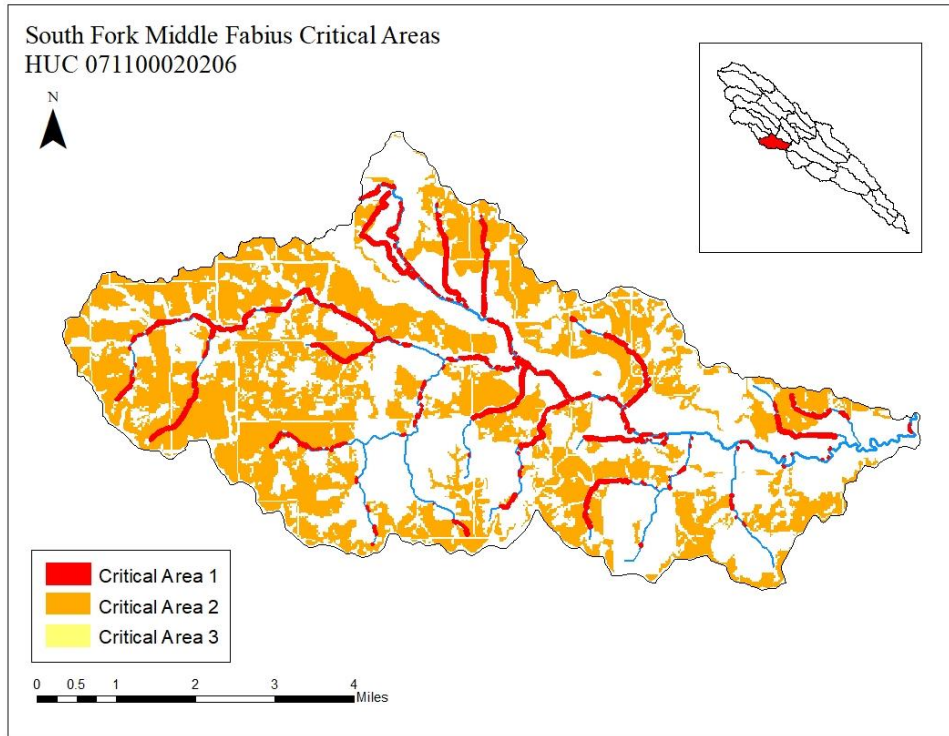 South Fork Middle Fabius Critical Areas
HUC 071100020206
N
Critical Area 1
Critical Area 2
Critical Area 3
0 0.5 1 2 3 4
Miles